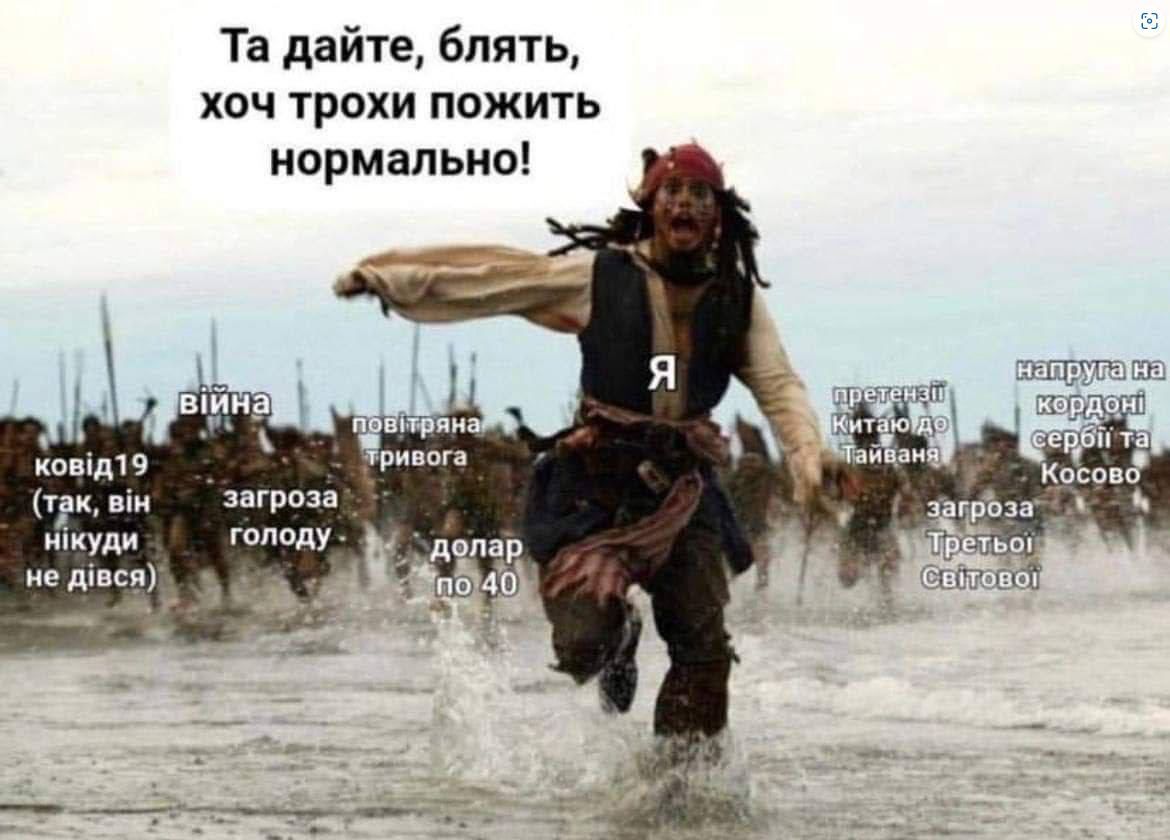 Та дайте, блять,
хоч трохи пожить
нормально!
я
війна
повітряна
тривога
ковід19
(так, він
нікуди
не дівся)
загроза
голоду
долар
по 40
претензії
Китаю до
Тайваня
напруга на
кордоні
сербії та
Косово
загроза
Третьої
Світової